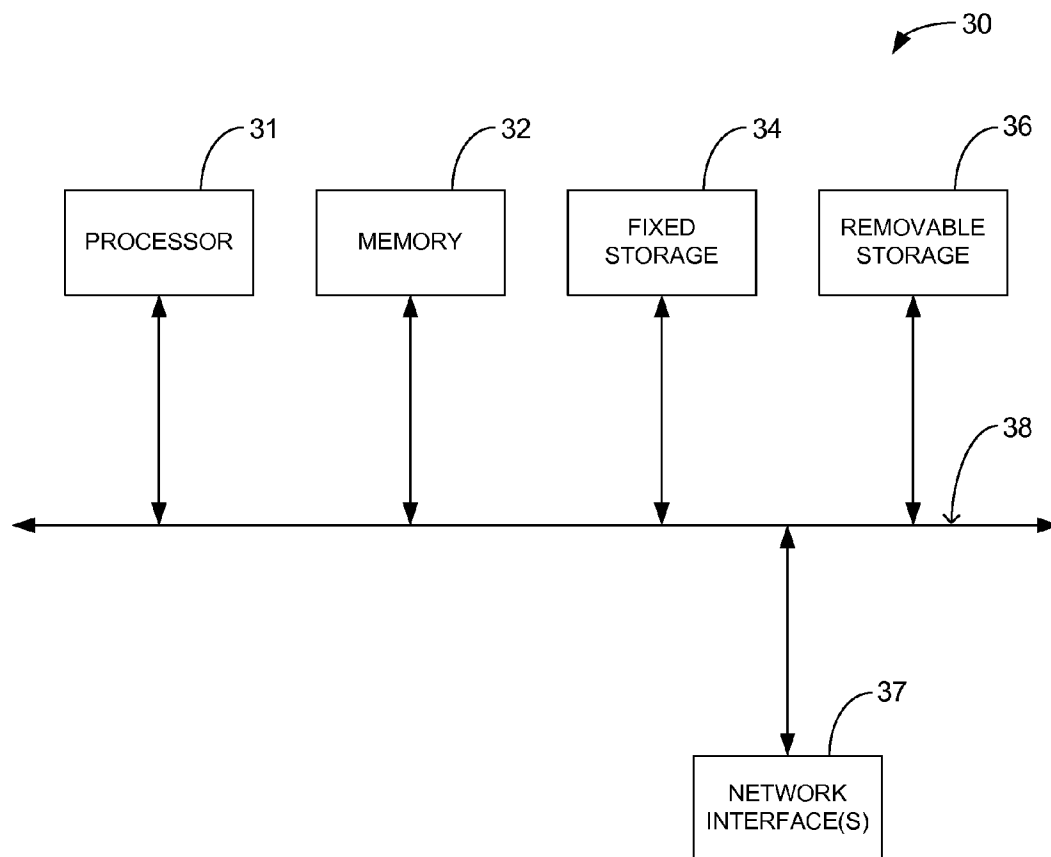 30
31
32
34
36
PROCESSOR
MEMORY
FIXED
STORAGE
REMOVABLE
STORAGE
38
37
NETWORK
INTERFACE(S)